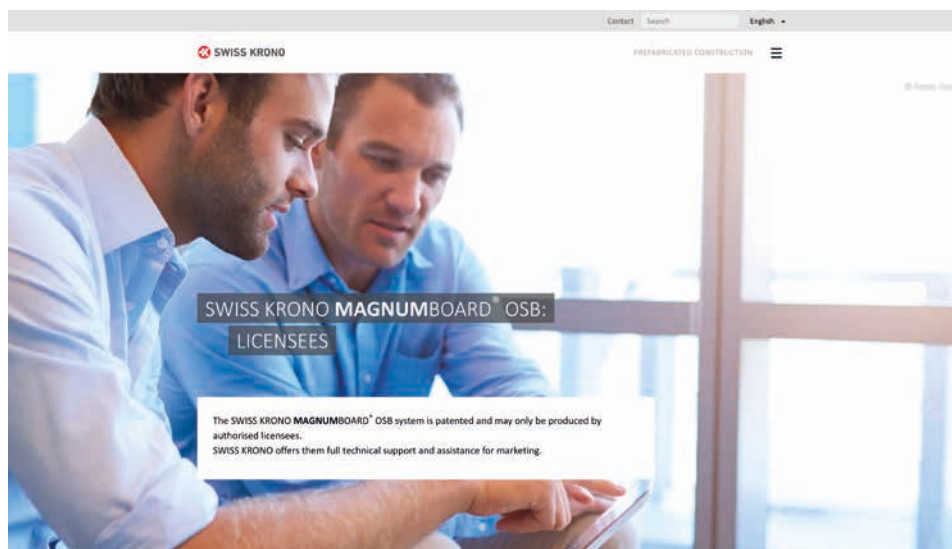 Contact Search English
SWISS KRONO PREFABRICATED CONSTRUCTION
SWISS KRONO MAGNUMBOARD® OSB:
LICENSEES
The SWISS KRONO MAGNUMBOARD® OSB system is patented and may only be produced by
authorised licensees.
SWISS KRONO offers them full technical support and assistance for marketing.